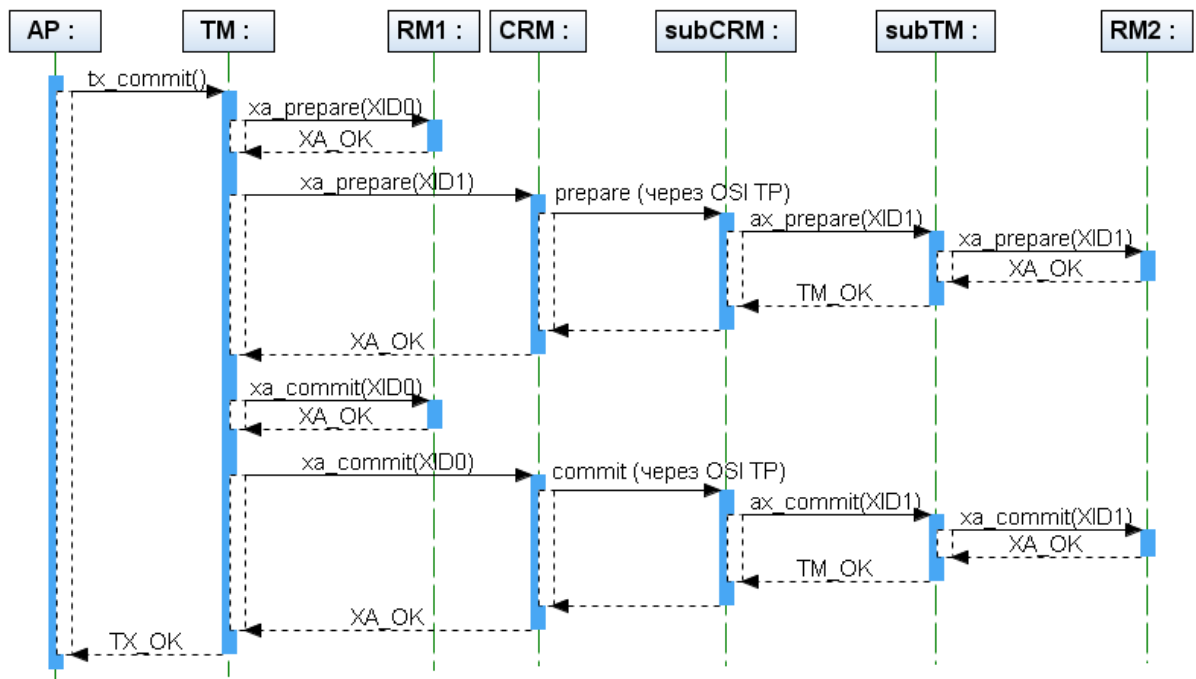 AP : TM : RM1 : CRM : subCRM : subTM : RM2 :
tx_commit()
xa_prepare(XID0)
XA_OK
xa_prepare(XID1)
prepare (через OSI TP)
ax_prepare(XID1)
xa_prepare(XID1)
XA_OK
TM_OK
XA_OK
xa_commit(XID0)
XA_OK
xa_commit(XID0)
commit (через OSI TP)
ax_commit(XID1)
xa_commit(XID1)
XA_OK
TM_OK
XA_OK
TX_OK